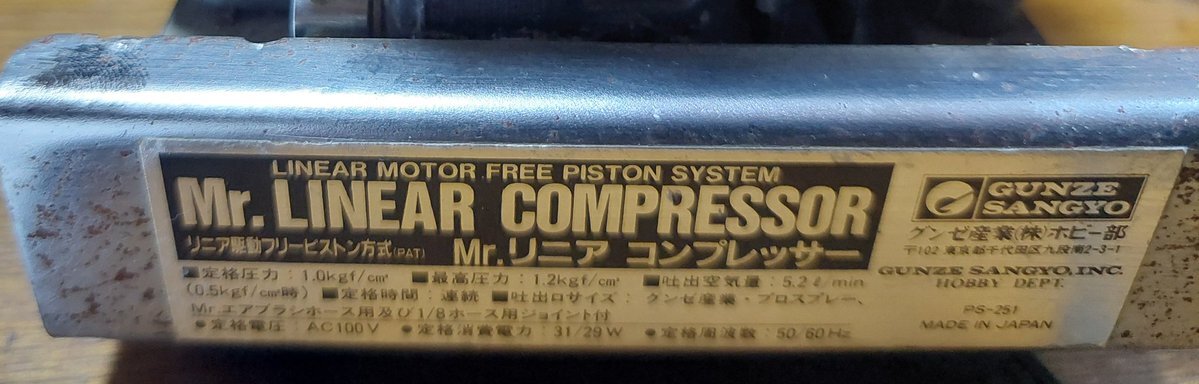 LINEAR MOTOR FREE PISTON SYSTEM
Mr. LINEAR COMPRESSOR
リニア駆動フリーピストン方式(PAT) Mr.リニア コンプレッサー
■定格圧力:1.0kgf/c㎡ ■最高圧力:1.2kgf/c㎡ ■吐出空気量:5.2ℓ/min
(0.5kgf/c㎡時) ■定格時間:連続 ■吐出口サイズ:グンゼ産業・プロスプレー、
Mr.エアブラシホース用及び1/8ホース用ジョイント付
●定格電圧:AC100V ●定格消費電力:31/29W ●定格周波数:50/60Hz
GUNZE
SANGYO
グンゼ産業(株)ホビー部
〒102 東京都千代田区九段南2-3-1
GUNZE SANGYO, INC.
HOBBY DEPT.
PS-251
MADE IN JAPAN